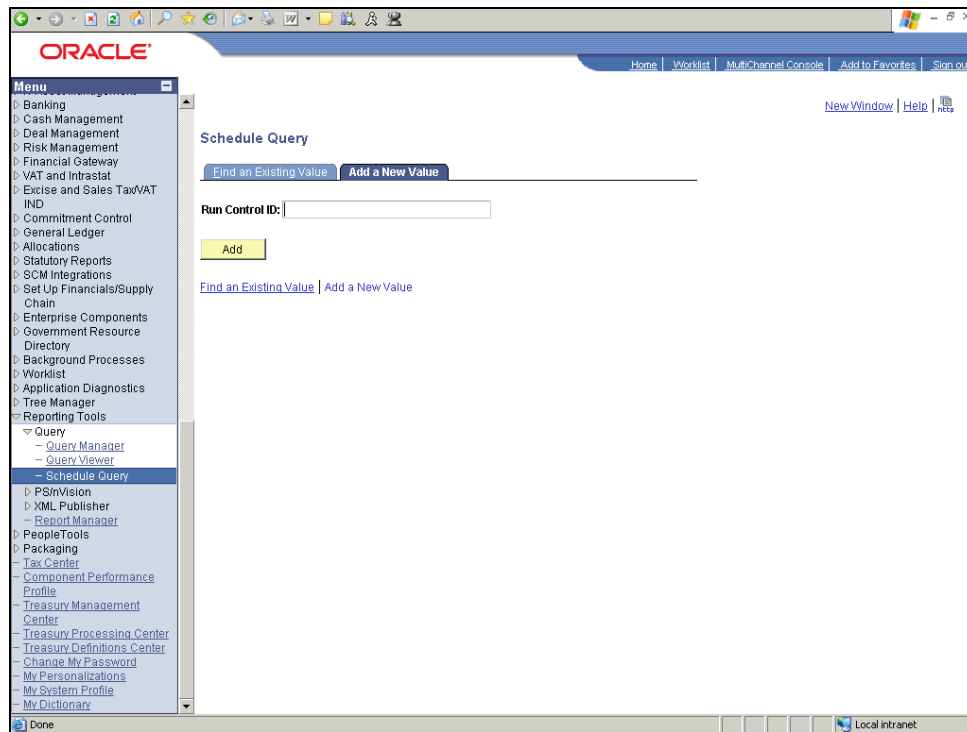 ORACLE
Home | Worklist | MultiChannel Console | Add to Favorites | Sign ou
Menu
Banking
Cash Management
Deal Management
Risk Management
Financial Gateway
VAT and Intrastat
Excise and Sales Tax/VAT
IND
Commitment Control
General Ledger
Allocations
Statutory Reports
SCM Integrations
Set Up Financials/Supply
Chain
Enterprise Components
Government Resource
Directory
Background Processes
Worklist
Application Diagnostics
Tree Manager
Reporting Tools
Query
Query Manager
Query Viewer
Schedule Query
PS/nVision
XML Publisher
Report Manager
PeopleTools
Packaging
Tax Center
Component Performance
Profile
Treasury Management
Center
Treasury Processing Center
Treasury Definitions Center
Change My Password
My Personalizations
My System Profile
My Dictionary
New Window | Help | http
Schedule Query
Find an Existing Value Add a New Value
Run Control ID:
Add
Find an Existing Value | Add a New Value
Done
Local intranet